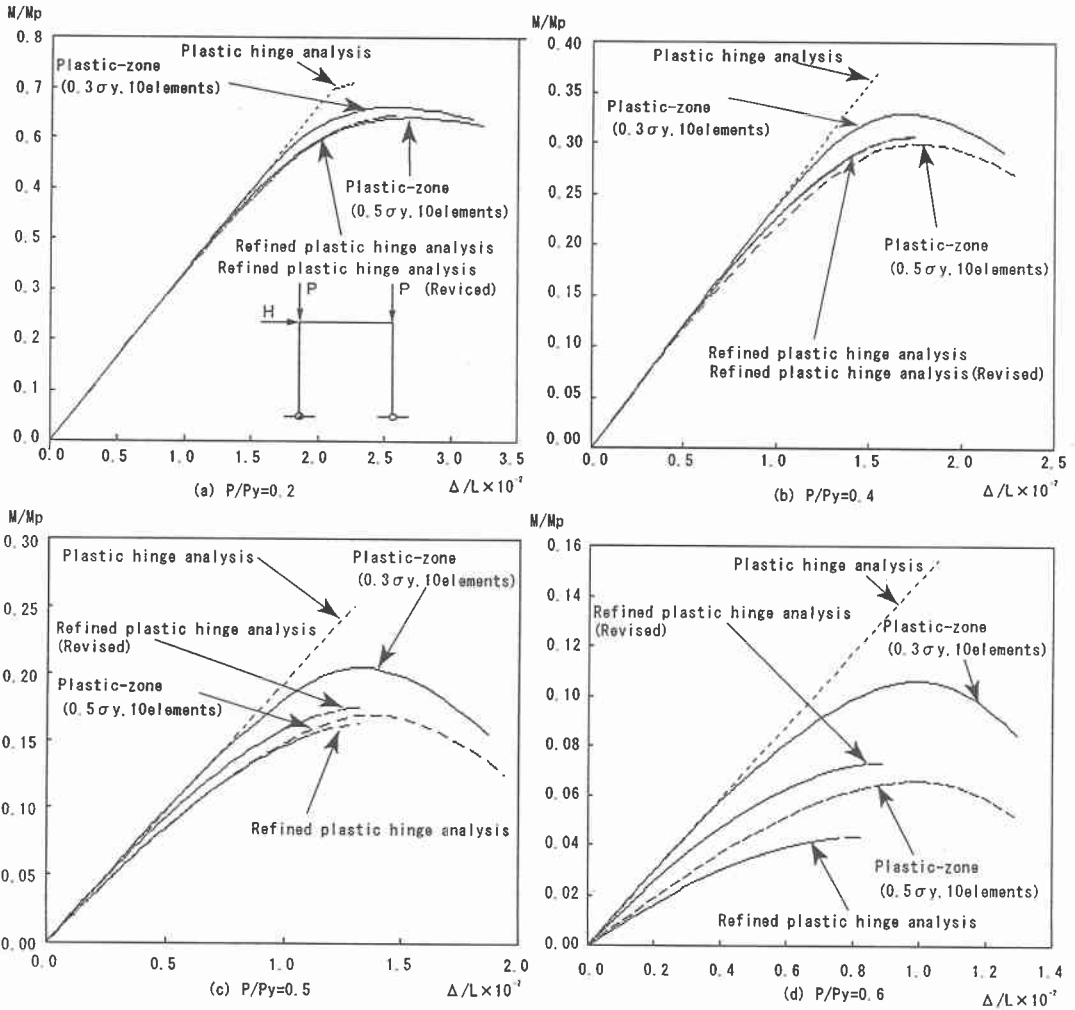 M/Mp
0.8
0.7
0.6
0.4
0.5
0.3
0.2
0.1
0.0
Plastic hinge analysis
Plastic-zone
(0.3σy, 10elements)
Plastic-zone
(0.5σy, 10elements)
Refined plastic hinge analysis
Refined plastic hinge analysis
(Reviced)
P
P
H
0.0 0.5 1.0 1.5 2.0 2.5 3.0 3.5
(a) P/Py=0.2
Δ/L×10⁻²
M/Mp
0.40
0.35
0.30
0.25
0.20
0.15
0.10
0.05
0.00
Plastic hinge analysis
Plastic-zone
(0.3σy, 10elements)
Plastic-zone
(0.5σy, 10elements)
Refined plastic hinge analysis
Refined plastic hinge analysis(Revised)
0.0 0.5 1.0 1.5 2.0 2.5
(b) P/Py=0.4
Δ/L×10⁻²
M/Mp
0.30
0.25
0.20
0.15
0.10
0.05
0.00
Plastic hinge analysis
Plastic-zone
(0.3σy, 10elements)
Refined plastic hinge analysis
(Revised)
Plastic-zone
(0.5σy, 10elements)
Refined plastic hinge analysis
0.0 0.5 1.0 1.5 2.0
(c) P/Py=0.5
Δ/L×10⁻²
M/Mp
0.16
0.14
0.12
0.10
0.08
0.06
0.04
0.02
0.00
Plastic hinge analysis
Refined plastic hinge analysis
(Revised)
Plastic-zone
(0.3σy, 10elements)
Plastic-zone
(0.5σy, 10elements)
Refined plastic hinge analysis
0.0 0.2 0.4 0.6 0.8 1.0 1.2 1.4
(d) P/Py=0.6
Δ/L×10⁻²